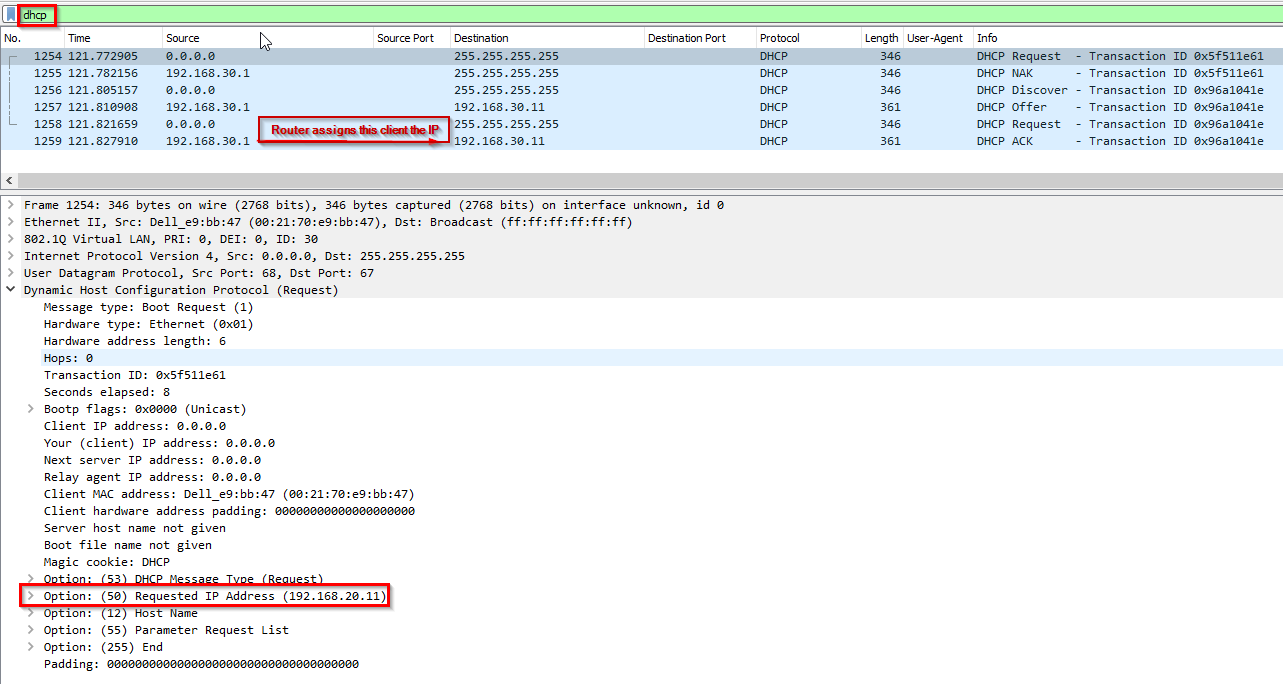 dhcp
No. Time Source Source Port Destination Destination Port Protocol Length User-Agent Info
1254 121.772905 0.0.0.0 255.255.255.255 DHCP 346 DHCP Request - Transaction ID 0x5f511e61
1255 121.782156 192.168.30.1 255.255.255.255 DHCP 346 DHCP NAK - Transaction ID 0x5f511e61
1256 121.805157 0.0.0.0 255.255.255.255 DHCP 346 DHCP Discover - Transaction ID 0x96a1041e
1257 121.810908 192.168.30.1 192.168.30.11 DHCP 361 DHCP Offer - Transaction ID 0x96a1041e
1258 121.821659 0.0.0.0 255.255.255.255 DHCP 346 DHCP Request - Transaction ID 0x96a1041e
Router assigns this client the IP
1259 121.827910 192.168.30.1 192.168.30.11 DHCP 361 DHCP ACK - Transaction ID 0x96a1041e
Frame 1254: 346 bytes on wire (2768 bits), 346 bytes captured (2768 bits) on interface unknown, id 0
Ethernet II, Src: Dell_e9:bb:47 (00:21:70:e9:bb:47), Dst: Broadcast (ff:ff:ff:ff:ff:ff)
802.1Q Virtual LAN, PRI: 0, DEI: 0, ID: 30
Internet Protocol Version 4, Src: 0.0.0.0, Dst: 255.255.255.255
User Datagram Protocol, Src Port: 68, Dst Port: 67
Dynamic Host Configuration Protocol (Request)
Message type: Boot Request (1)
Hardware type: Ethernet (0x01)
Hardware address length: 6
Hops: 0
Transaction ID: 0x5f511e61
Seconds elapsed: 8
Bootp flags: 0x0000 (Unicast)
Client IP address: 0.0.0.0
Your (client) IP address: 0.0.0.0
Next server IP address: 0.0.0.0
Relay agent IP address: 0.0.0.0
Client MAC address: Dell_e9:bb:47 (00:21:70:e9:bb:47)
Client hardware address padding: 00000000000000000000
Server host name not given
Boot file name not given
Magic cookie: DHCP
Option: (53) DHCP Message Type (Request)
Option: (50) Requested IP Address (192.168.20.11)
Option: (12) Host Name
Option: (55) Parameter Request List
Option: (255) End
Padding: 000000000000000000000000000000000000